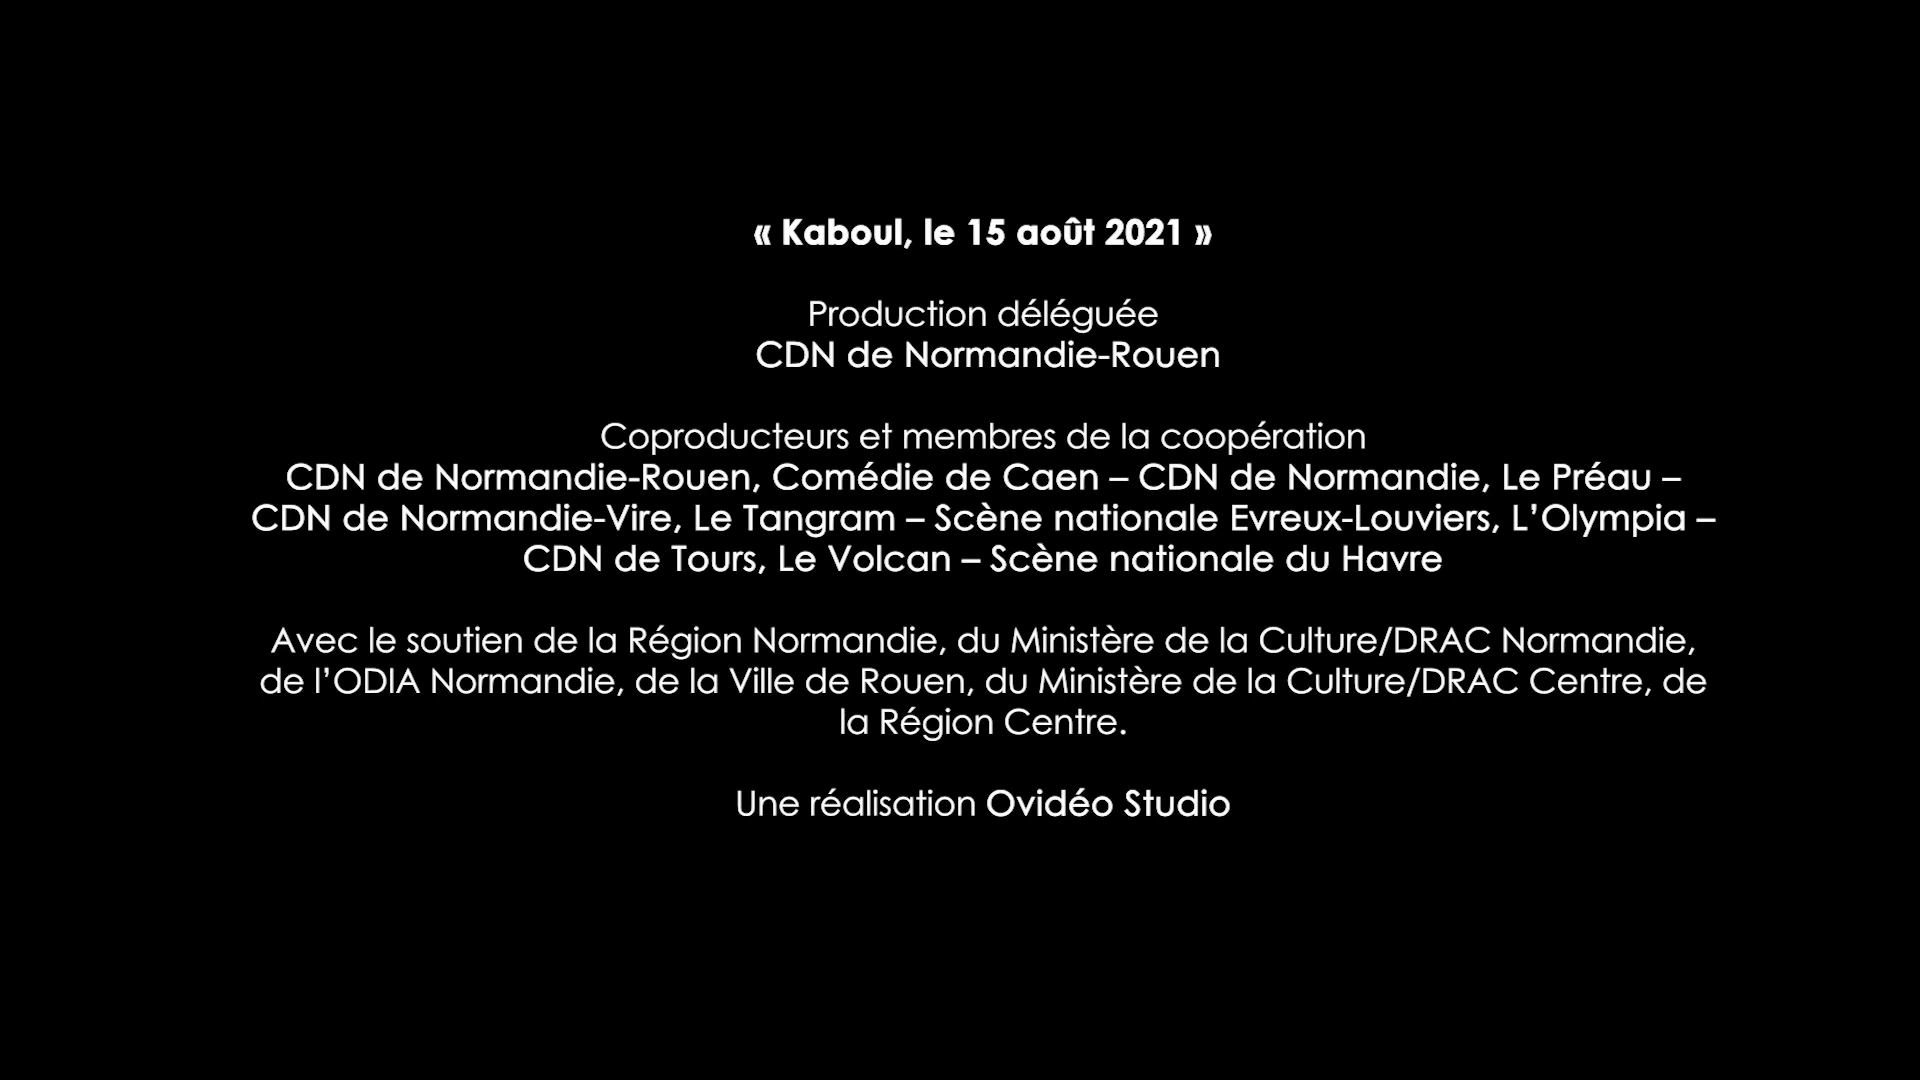 « Kaboul, le 15 août 2021 »
Production déléguée
CDN de Normandie-Rouen
Coproducteurs et membres de la coopération
CDN de Normandie-Rouen, Comédie de Caen – CDN de Normandie, Le Préau –
CDN de Normandie-Vire, Le Tangram – Scène nationale Evreux-Louviers, L’Olympia –
CDN de Tours, Le Volcan – Scène nationale du Havre
Avec le soutien de la Région Normandie, du Ministère de la Culture/DRAC Normandie,
de l’ODIA Normandie, de la Ville de Rouen, du Ministère de la Culture/DRAC Centre, de
la Région Centre.
Une réalisation Ovidéo Studio